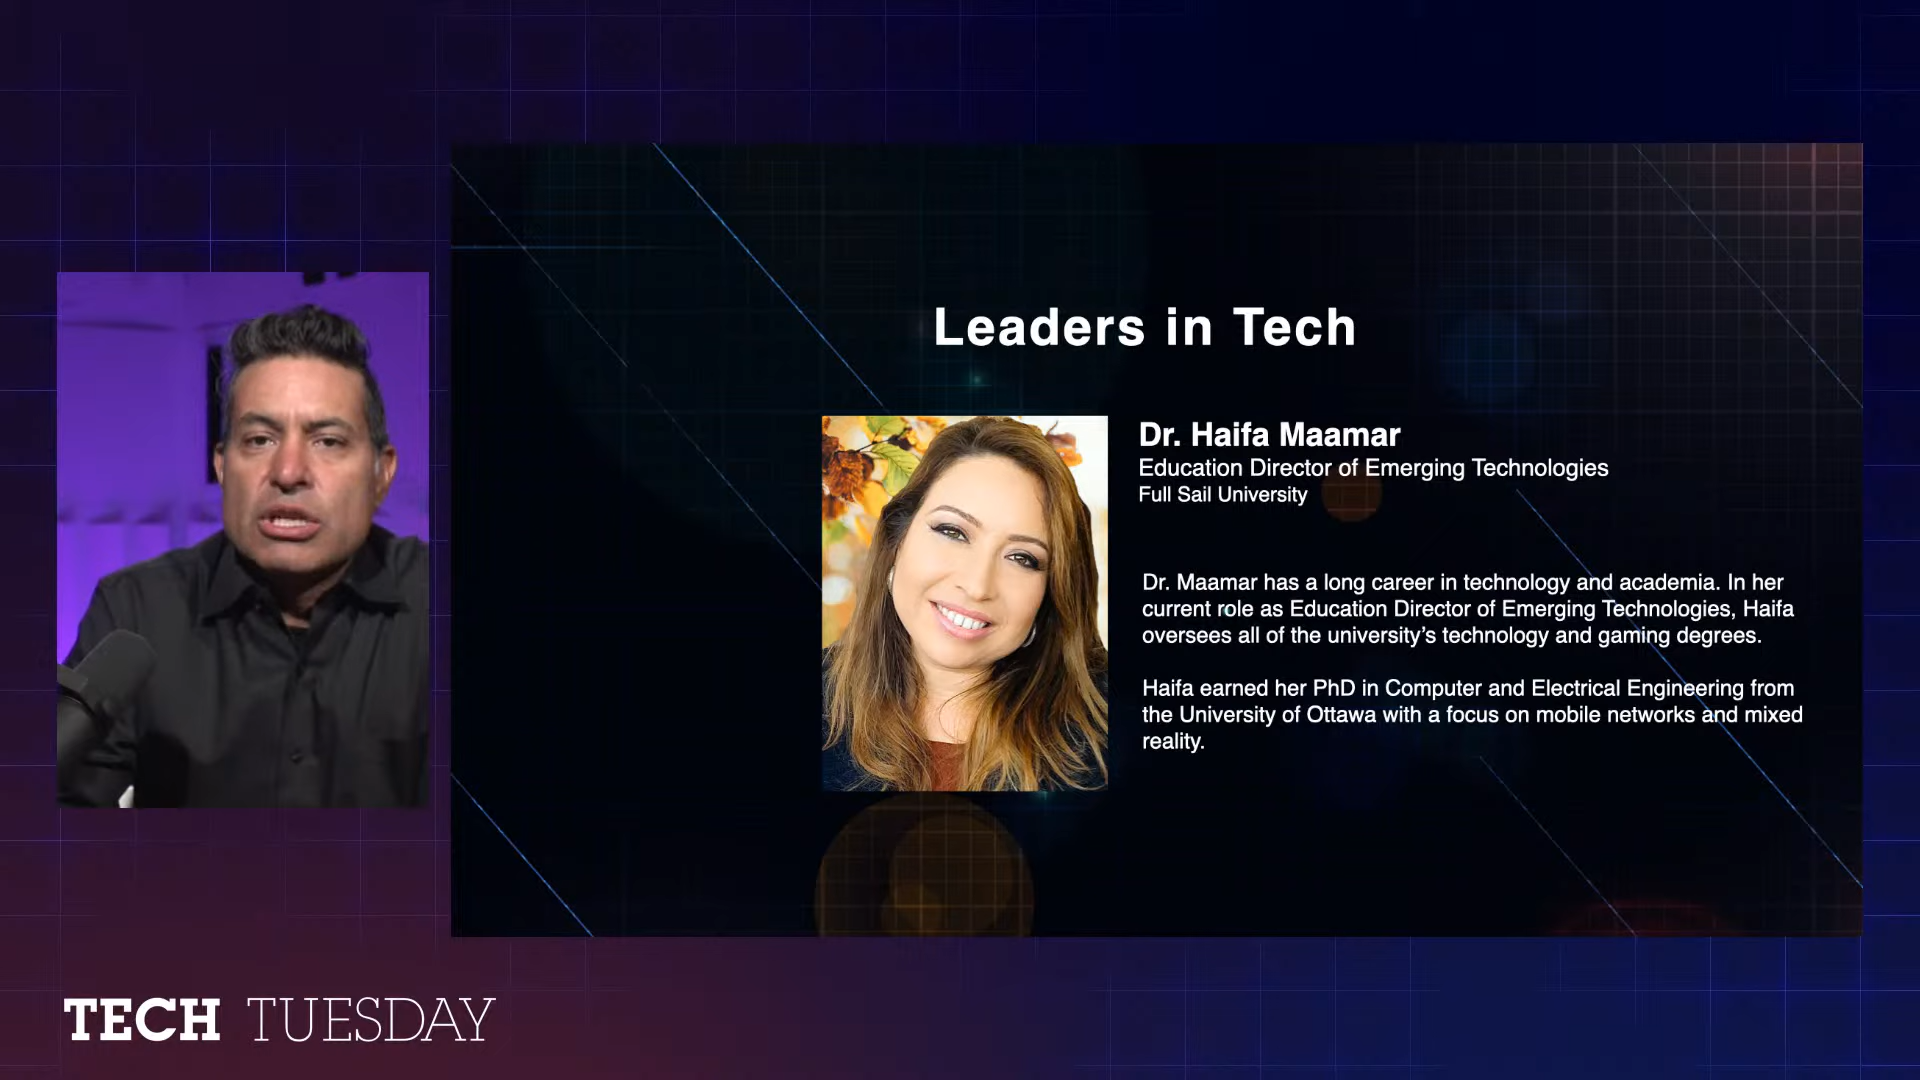 Leaders in Tech
Dr. Haifa Maamar
Education Director of Emerging Technologies
Full Sail University
Dr. Maamar has a long career in technology and academia. In her
current role as Education Director of Emerging Technologies, Haifa
oversees all of the university’s technology and gaming degrees.
Haifa earned her PhD in Computer and Electrical Engineering from
the University of Ottawa with a focus on mobile networks and mixed
reality.
TECH TUESDAY